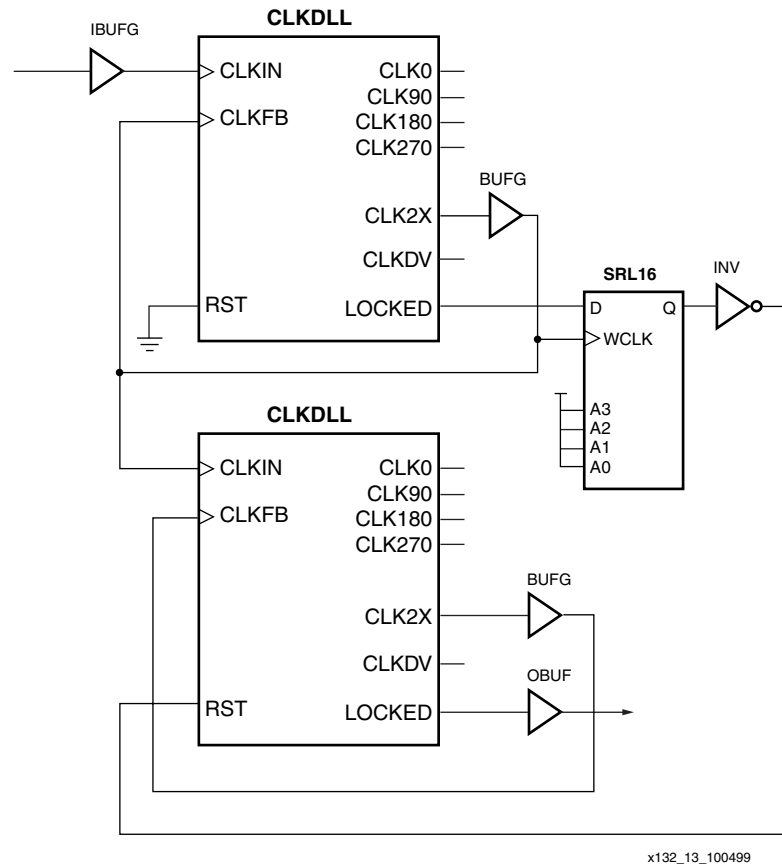 CLKDLL
IBUFG
CLKIN
CLK0
CLK90
CLKFB
CLK180
CLK270
BUFG
CLK2X
CLKDV
SRL16
INV
RST
LOCKED
D
Q
WCLK
A3
A2
A1
A0
CLKDLL
CLKIN
CLK0
CLK90
CLKFB
CLK180
CLK270
BUFG
CLK2X
CLKDV
OBUF
RST
LOCKED
x132_13_100499